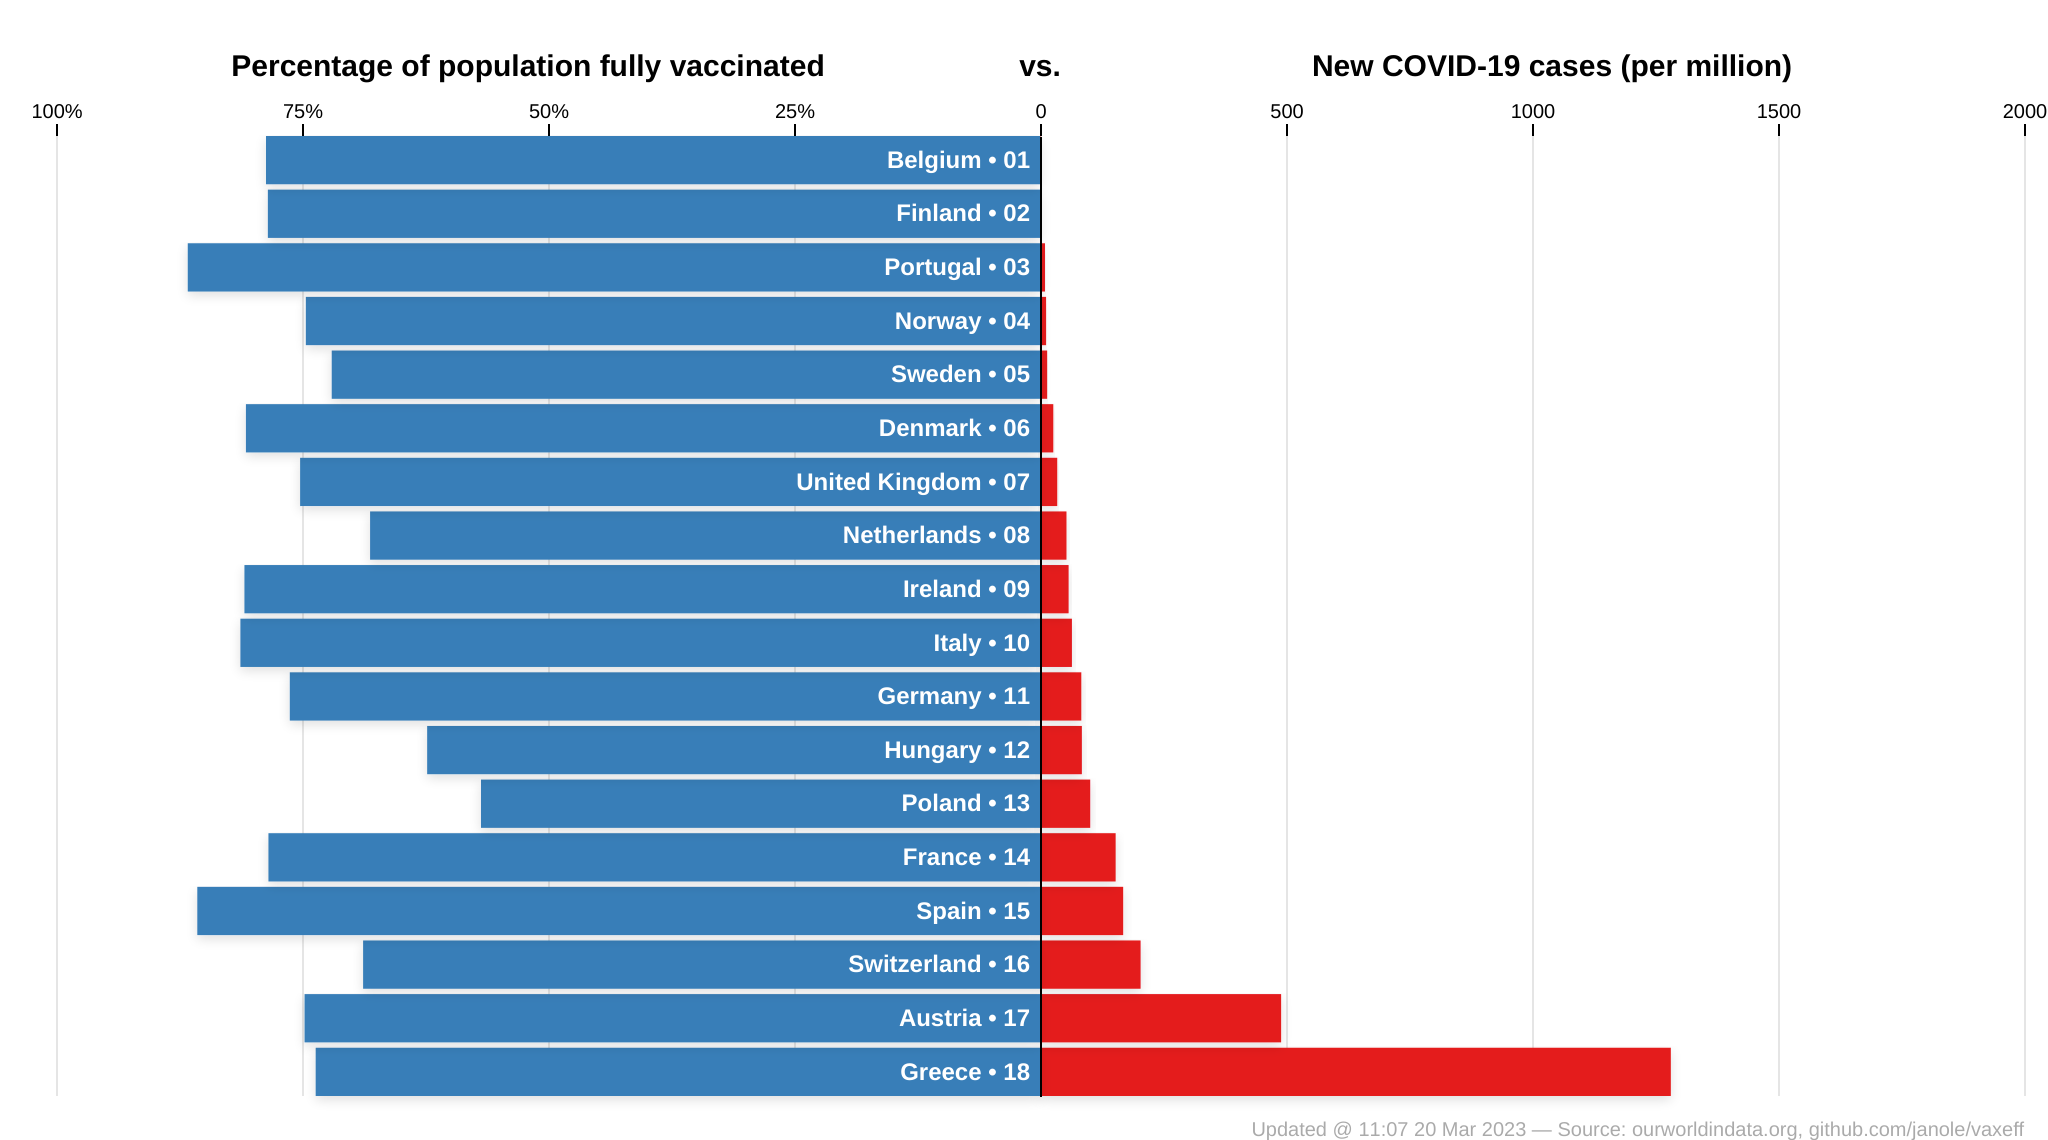 Percentage of population fully vaccinated vs. New COVID-19 cases (per million)
100% 75% 50% 25% 0 500 1000 1500 2000
Belgium • 01
Finland • 02
Portugal • 03
Norway • 04
Sweden • 05
Denmark • 06
United Kingdom • 07
Netherlands • 08
Ireland • 09
Italy • 10
Germany • 11
Hungary • 12
Poland • 13
France • 14
Spain • 15
Switzerland • 16
Austria • 17
Greece • 18
Updated @ 11:07 20 Mar 2023 — Source: ourworldindata.org, github.com/janole/vaxeff